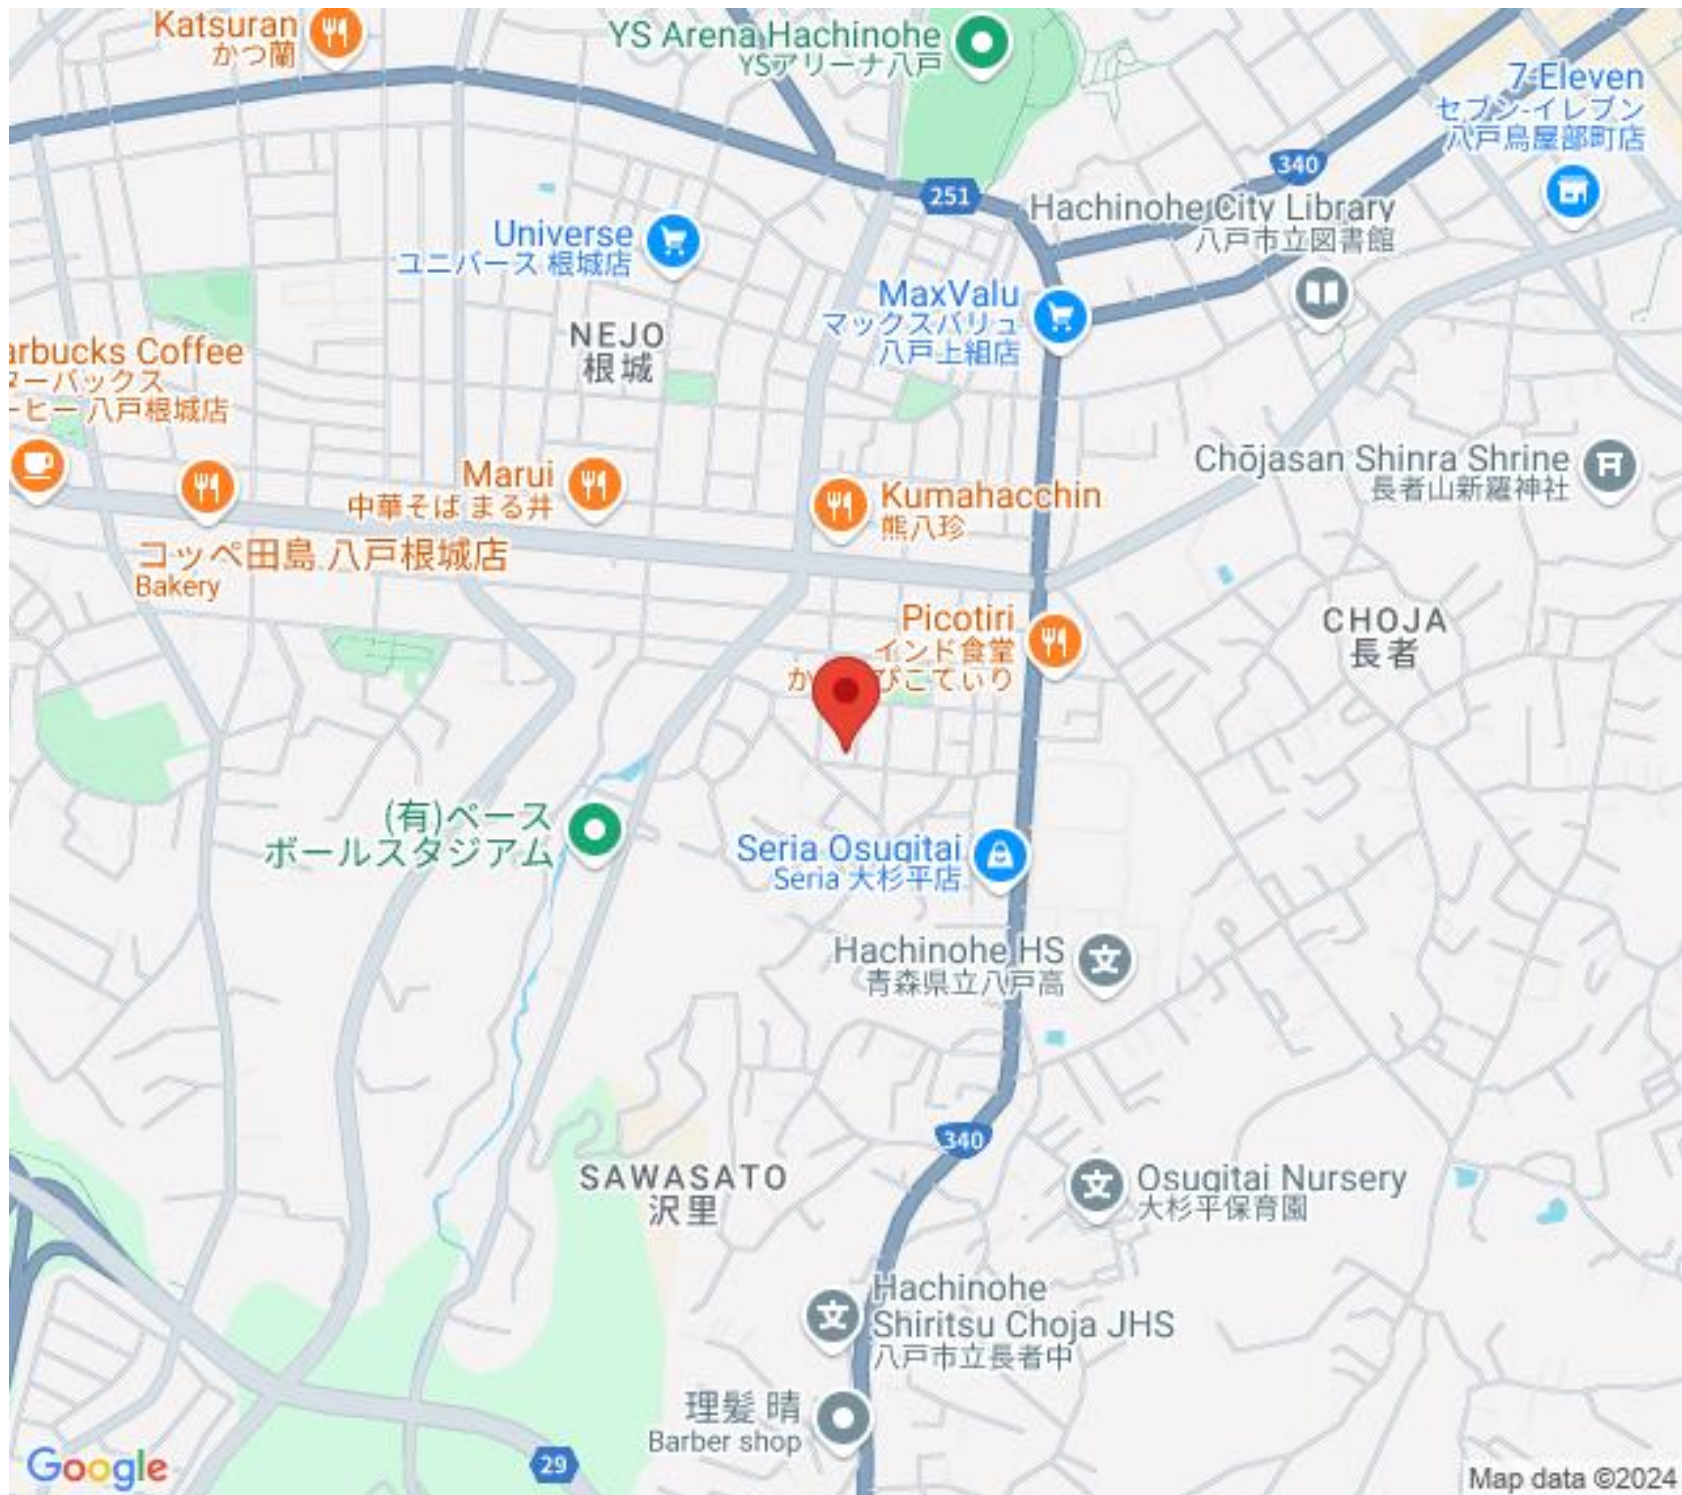 Katsuran
かつ蘭
YS Arena Hachinohe
YSアリーナ八戸
7-Eleven
セブン-イレブン
八戸鳥屋部町店
340
251
Hachinohe City Library
八戸市立図書館
Universe
ユニバース 根城店
MaxValu
マックスバリュ
八戸上組店
NEJO
根城
arbucks Coffee
ターバックス
ーヒー 八戸根城店
Chōjasan Shinra Shrine
長者山新羅神社
Marui
中華そば まる井
Kumahacchin
熊八珍
コッペ田島 八戸根城店
Bakery
Picotiri
インド食堂
か ぴこてぃり
CHOJA
長者
(有)ベース
ボールスタジアム
Seria Osugitai
Seria 大杉平店
Hachinohe HS
青森県立八戸高
340
SAWASATO
沢里
Osugitai Nursery
大杉平保育園
Hachinohe
Shiritsu Choja JHS
八戸市立長者中
理髪 晴
Barber shop
29
Google
Map data ©2024